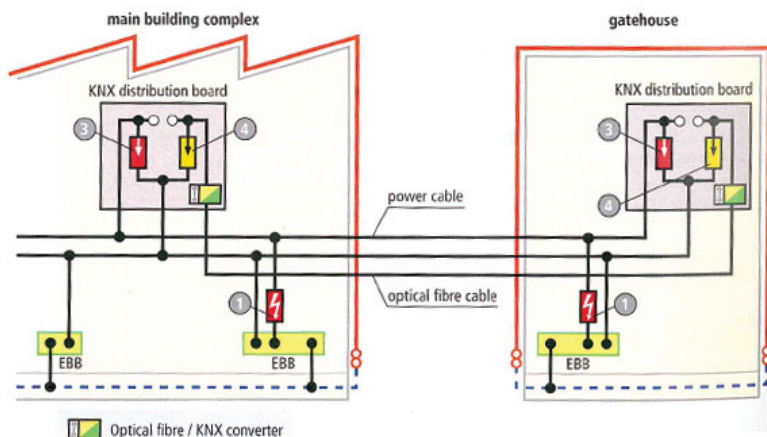 main building complex
gatehouse
KNX distribution board
KNX distribution board
3
4
3
4
power cable
optical fibre cable
1
1
EBB
EBB
EBB
Optical fibre / KNX converter